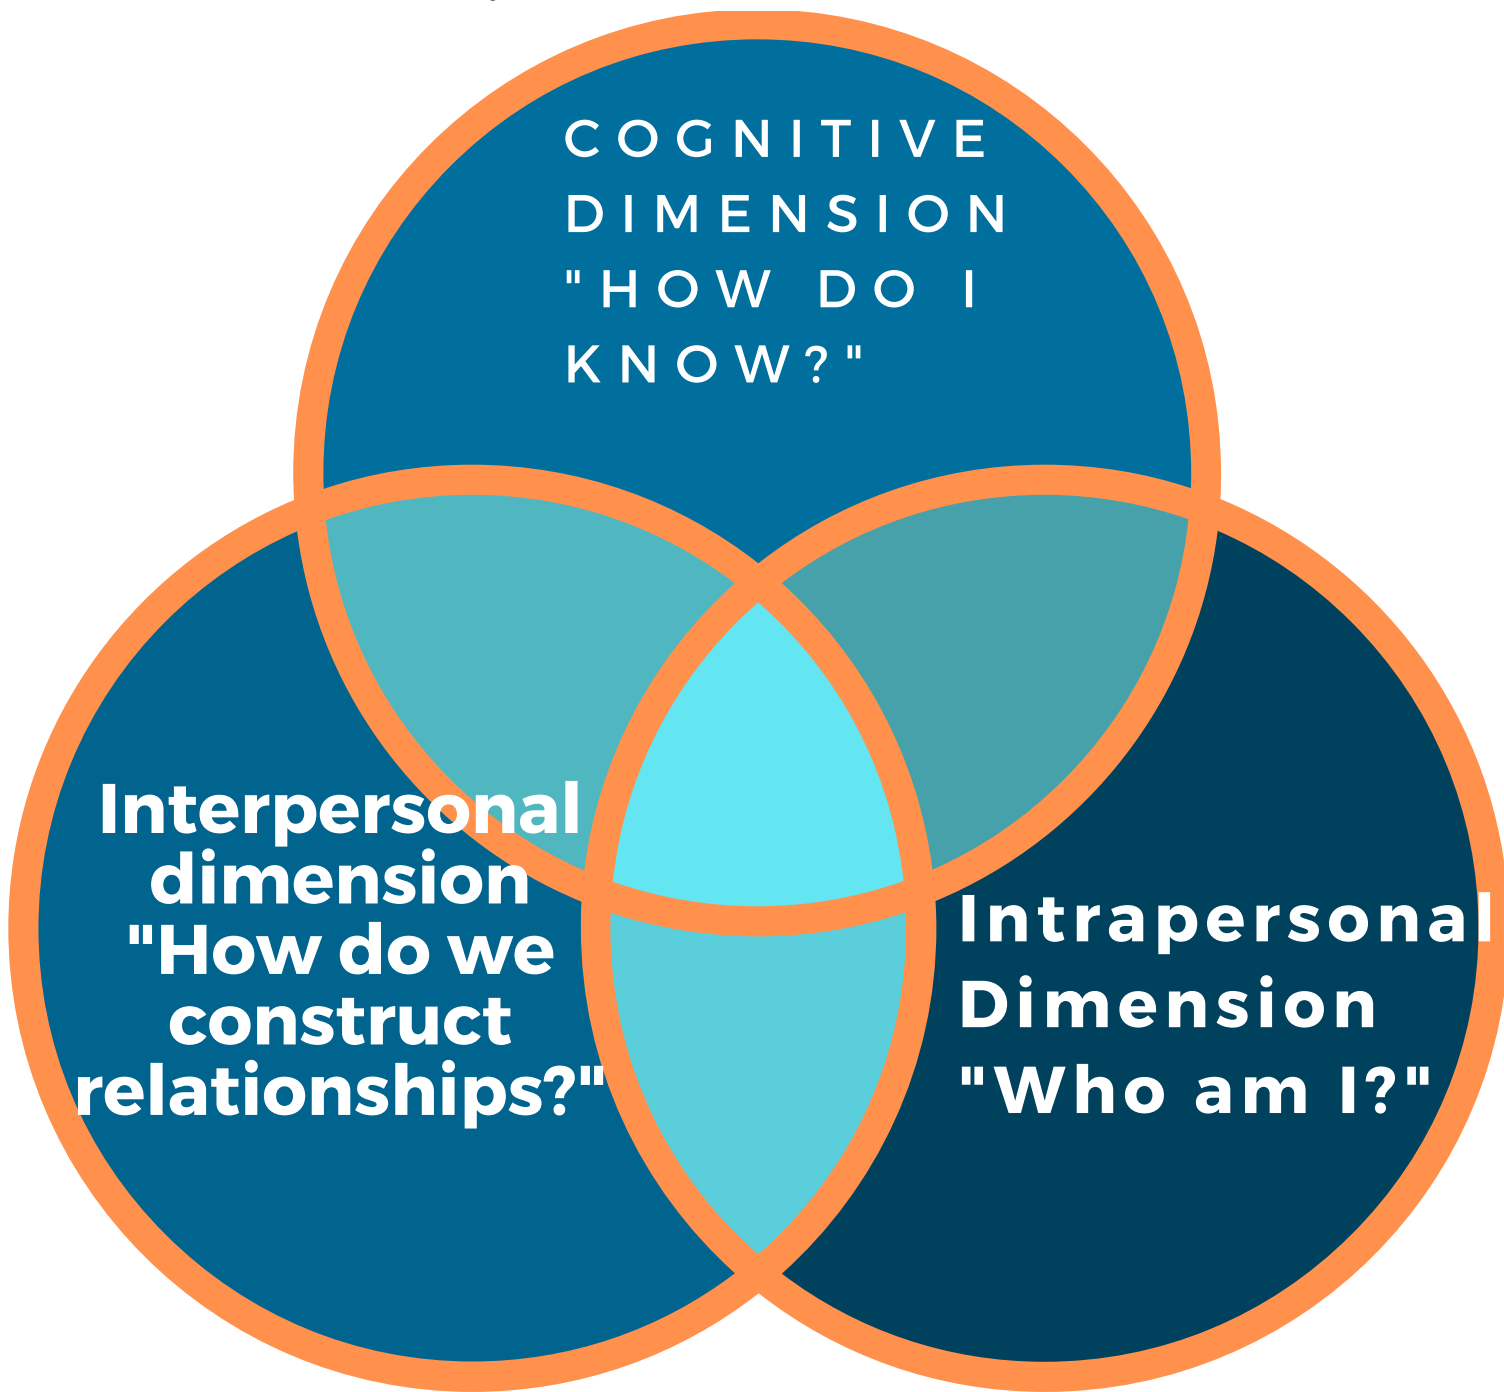 COGNITIVE
DIMENSION
"HOW DO I
KNOW?"
Interpersonal
dimension
"How do we
construct
relationships?"
Intrapersonal
Dimension
"Who am I?"